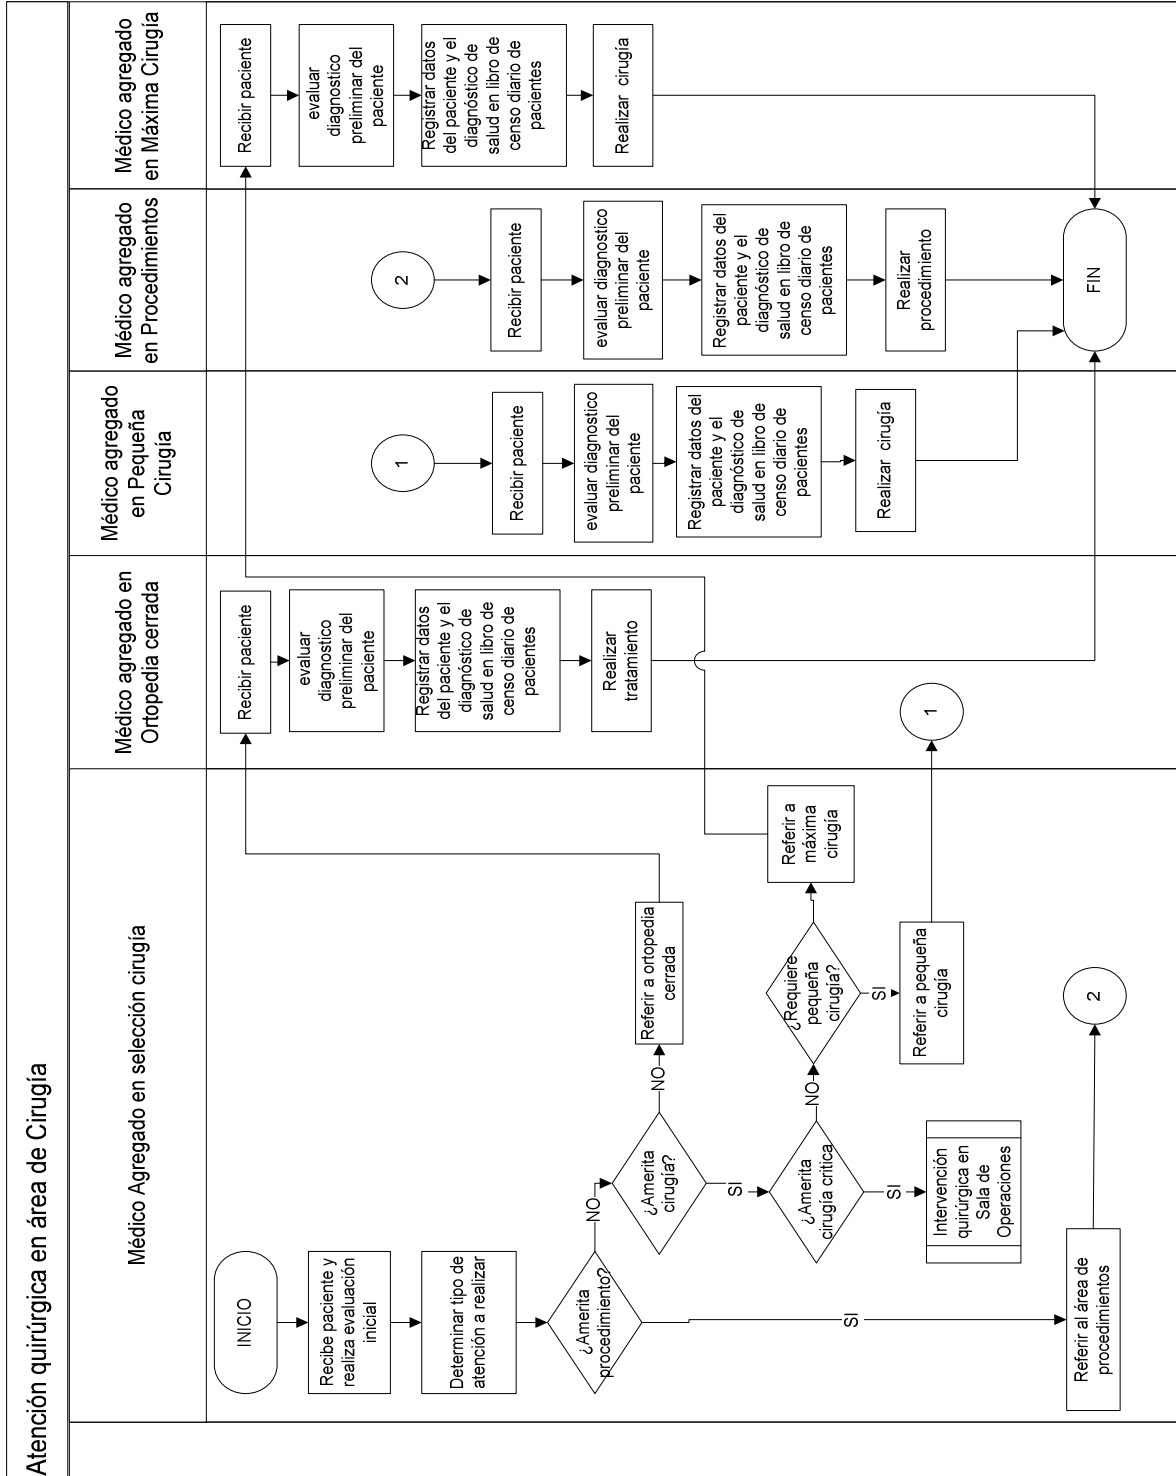 Atención quirúrgica en área de Cirugía
Médico Agregado en selección cirugía
INICIO
Recibe paciente y
realiza evaluación
inicial
Determinar tipo de
atención a realizar
¿Amerita
procedimiento?
NO
SI
¿Amerita
cirugía?
NO
SI
Referir a ortopedia
cerrada
¿Amerita
cirugía critica
NO
SI
Intervención
quirúrgica en
Sala de
Operaciones
¿Requiere
pequeña
cirugía?
SI
Referir a
máxima
cirugía
Referir a pequeña
cirugía
Referir al área de
procedimientos
2
Médico agregado en
Ortopedia cerrada
Recibir paciente
evaluar
diagnostico
preliminar del
paciente
Registrar datos
del paciente y el
diagnóstico de
salud en libro de
censo diario de
pacientes
Realizar
tratamiento
1
Médico agregado
en Pequeña
Cirugía
1
Recibir paciente
evaluar diagnostico
preliminar del
paciente
Registrar datos del
paciente y el
diagnóstico de
salud en libro de
censo diario de
pacientes
Realizar cirugía
Médico agregado
en Procedimientos
2
Recibir paciente
evaluar diagnostico
preliminar del
paciente
Registrar datos del
paciente y el
diagnóstico de
salud en libro de
censo diario de
pacientes
Realizar
procedimiento
FIN
Médico agregado
en Máxima Cirugía
Recibir paciente
evaluar
diagnostico
preliminar del
paciente
Registrar datos
del paciente y el
diagnóstico de
salud en libro de
censo diario de
pacientes
Realizar cirugía